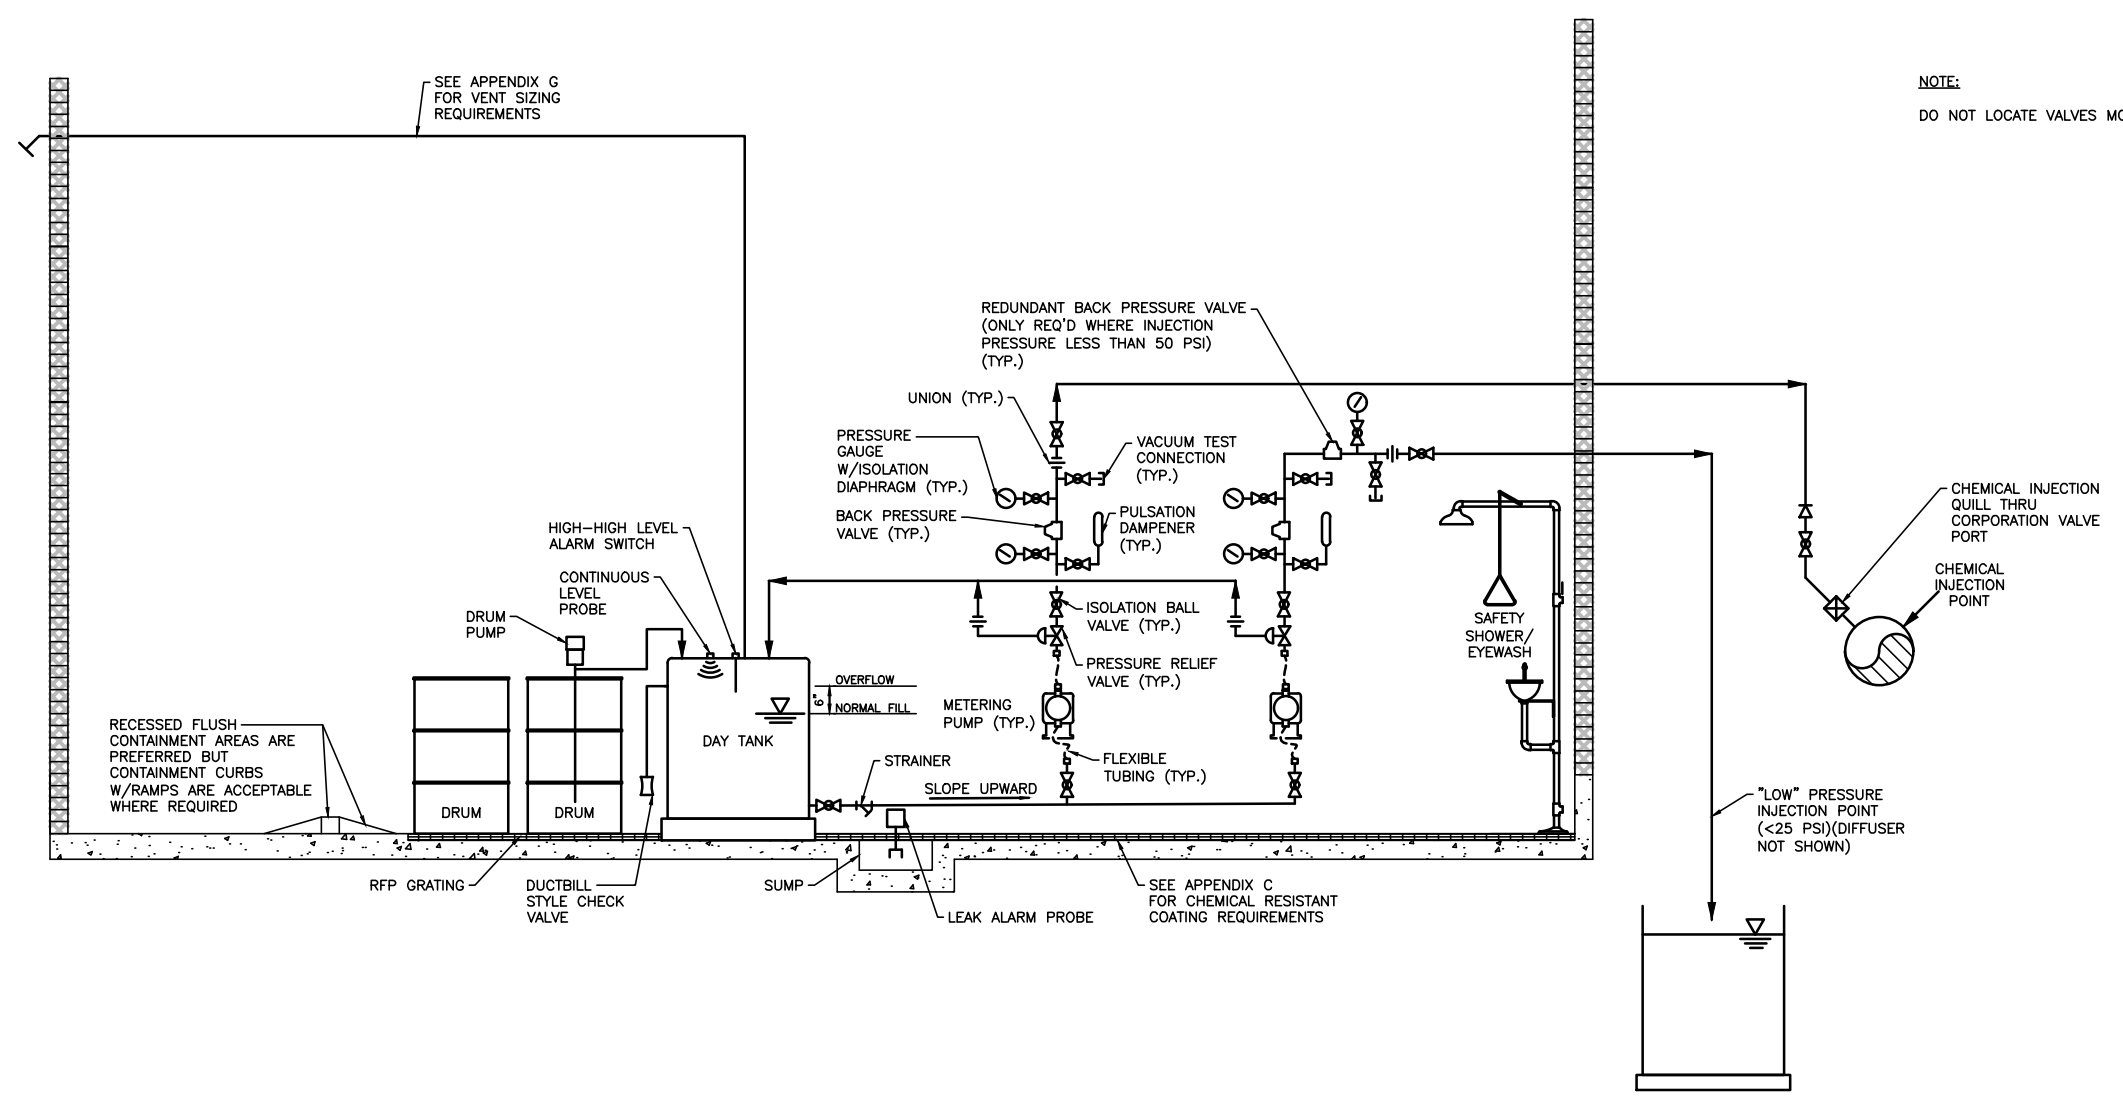 SEE APPENDIX G
FOR VENT SIZING
REQUIREMENTS
NOTE:
DO NOT LOCATE VALVES
REDUNDANT BACK PRESSURE VALVE
(ONLY REQ'D WHERE INJECTION
PRESSURE LESS THAN 50 PSI)
(TYP.)
UNION (TYP.)
PRESSURE
GAUGE
W/ISOLATION
DIAPHRAGM (TYP.)
VACUUM TEST
CONNECTION
(TYP.)
BACK PRESSURE
VALVE (TYP.)
PULSATION
DAMPENER
(TYP.)
HIGH-HIGH LEVEL
ALARM SWITCH
CONTINUOUS
LEVEL
PROBE
DRUM
PUMP
CHEMICAL INJECTION
QUILL THRU
CORPORATION VALVE
PORT
CHEMICAL
INJECTION
POINT
ISOLATION BALL
VALVE (TYP.)
SAFETY
SHOWER/
EYEWASH
PRESSURE RELIEF
VALVE (TYP.)
OVERFLOW
6"
NORMAL FILL
METERING
PUMP (TYP.)
DAY TANK
RECESSED FLUSH
CONTAINMENT AREAS ARE
PREFERRED BUT
CONTAINMENT CURBS
W/RAMPS ARE ACCEPTABLE
WHERE REQUIRED
STRAINER
FLEXIBLE
TUBING (TYP.)
SLOPE UPWARD
DRUM
DRUM
"LOW" PRESSURE
INJECTION POINT
(<25 PSI)(DIFFUSER
NOT SHOWN)
RFP GRATING
DUCTBILL
STYLE CHECK
VALVE
SUMP
LEAK ALARM PROBE
SEE APPENDIX C
FOR CHEMICAL RESISTANT
COATING REQUIREMENTS